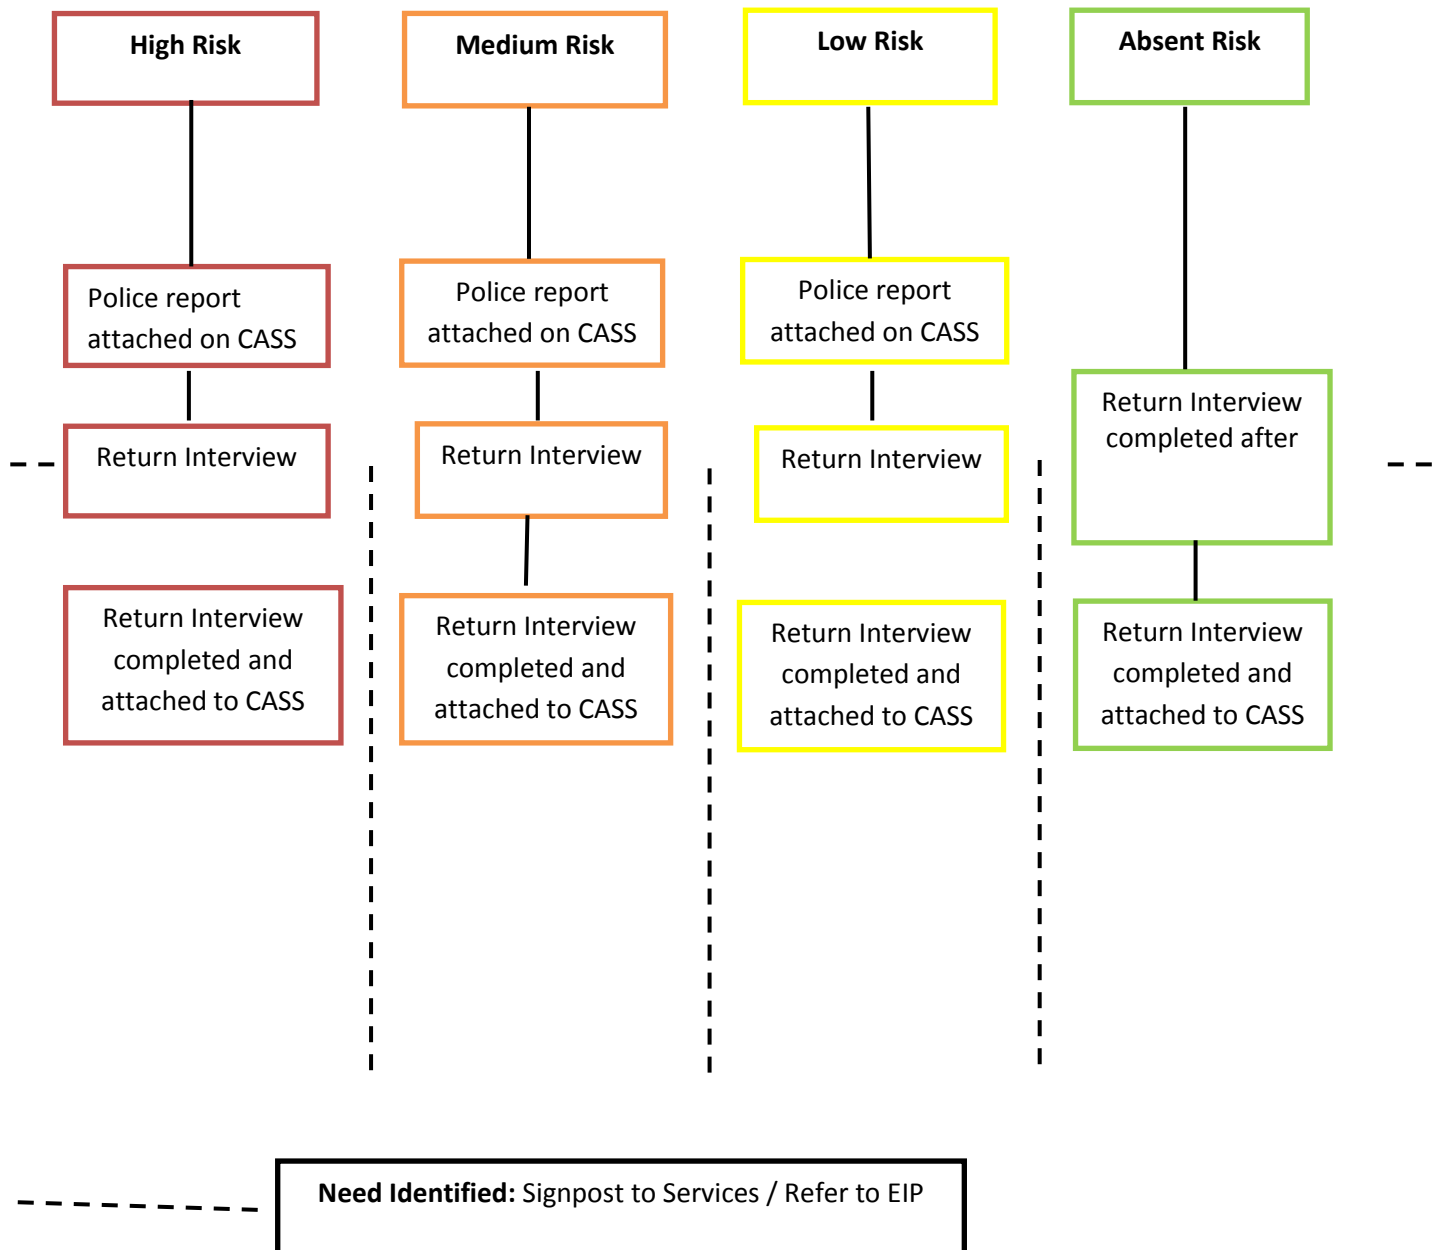 High Risk
Medium Risk
Low Risk
Absent Risk
Police report
attached on CASS
Police report
attached on CASS
Police report
attached on CASS
Return Interview
completed after
Return Interview
Return Interview
Return Interview
Return Interview
completed and
attached to CASS
Return Interview
completed and
attached to CASS
Return Interview
completed and
attached to CASS
Return Interview
completed and
attached to CASS
Need Identified: Signpost to Services / Refer to EIP